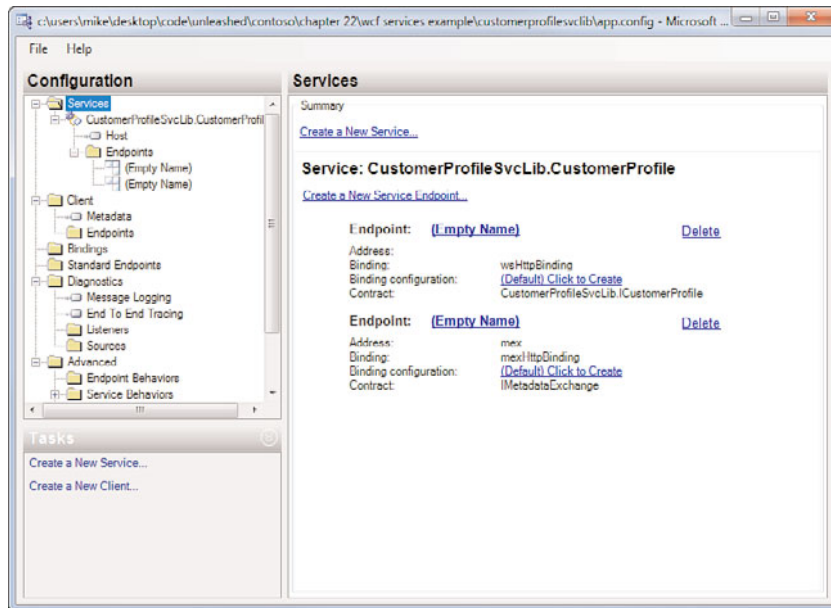 c:\users\mike\desktop\code\unleashed\contoso\chapter 22\wcf services example\customerprofilesvclib\app.config - Microsoft ...
File Help
Configuration
Services
CustomerProfileSvcLib.CustomerProfil
Host
Endpoints
(Empty Name)
(Empty Name)
Client
Metadata
Endpoints
Bindings
Standard Endpoints
Diagnostics
Message Logging
End To End Tracing
Listeners
Sources
Advanced
Endpoint Behaviors
Service Behaviors
Tasks
Create a New Service...
Create a New Client...
Services
Summary
Create a New Service...
Service: CustomerProfileSvcLib.CustomerProfile
Create a New Service Endpoint...
Endpoint: (Empty Name) Delete
Address:
Binding: wsHttpBinding
Binding configuration: (Default) Click to Create
Contract: CustomerProfileSvcLib.ICustomerProfile
Endpoint: (Empty Name) Delete
Address: mex
Binding: mexHttpBinding
Binding configuration: (Default) Click to Create
Contract: IMetadataExchange